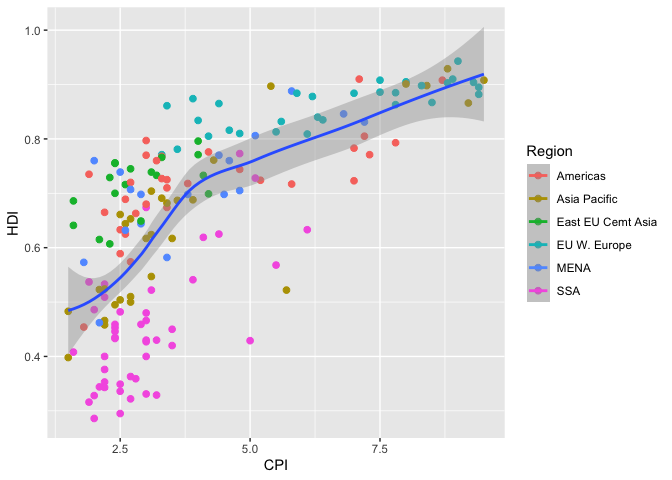 1.0
0.8
0.6
0.4
HDI
2.5
5.0
7.5
CPI
Region
Americas
Asia Pacific
East EU Cemt Asia
EU W. Europe
MENA
SSA